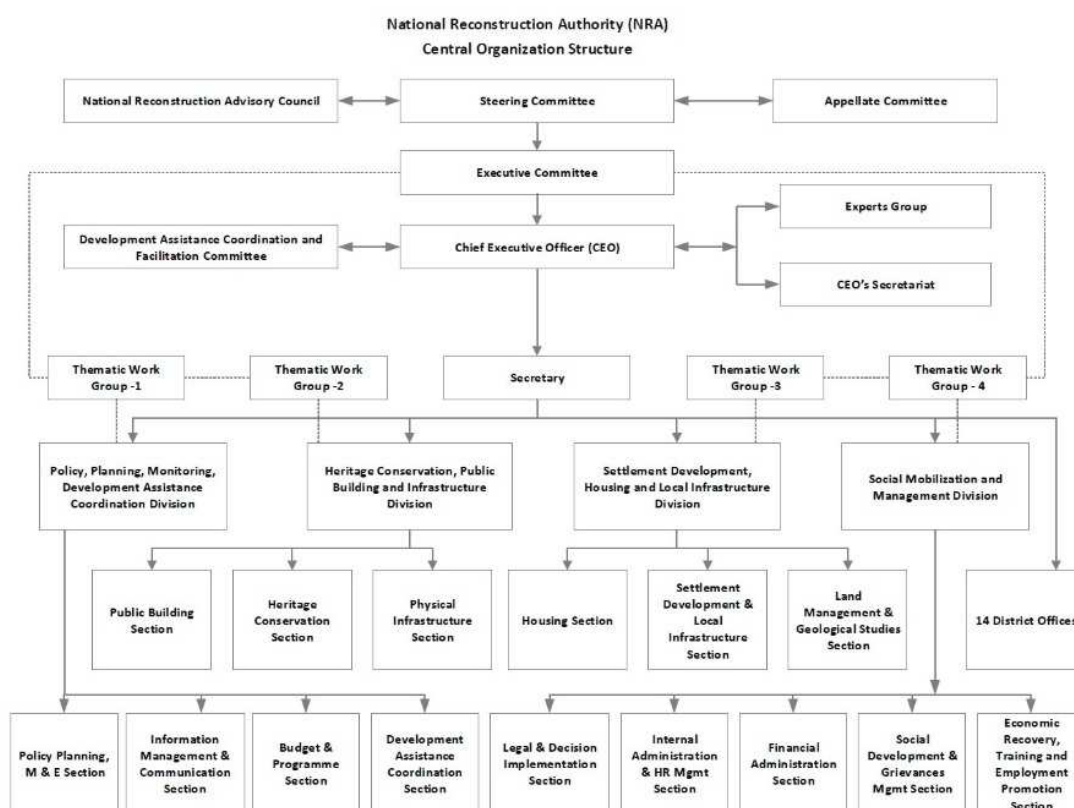 National Reconstruction Authority (NRA)
Central Organization Structure
National Reconstruction Advisory Council
Steering Committee
Appellate Committee
Executive Committee
Experts Group
Development Assistance Coordination and
Facilitation Committee
Chief Executive Officer (CEO)
CEO's Secretariat
Thematic Work
Group -1
Thematic Work
Group -2
Secretary
Thematic Work
Group -3
Thematic Work
Group - 4
Policy, Planning, Monitoring,
Development Assistance
Coordination Division
Heritage Conservation, Public
Building and Infrastructure
Division
Settlement Development,
Housing and Local Infrastructure
Division
Social Mobilization and
Management Division
Public Building
Section
Heritage
Conservation
Section
Physical
Infrastructure
Section
Housing Section
Settlement
Development &
Local
Infrastructure
Section
Land
Management &
Geological Studies
Section
14 District Offices
Policy Planning,
M & E Section
Information
Management &
Communication
Section
Budget &
Programme
Section
Development
Assistance
Coordination
Section
Legal & Decision
Implementation
Section
Internal
Administration
& HR Mgmt
Section
Financial
Administration
Section
Social
Development &
Grievances
Mgmt Section
Economic
Recovery,
Training and
Employment
Promotion
Section